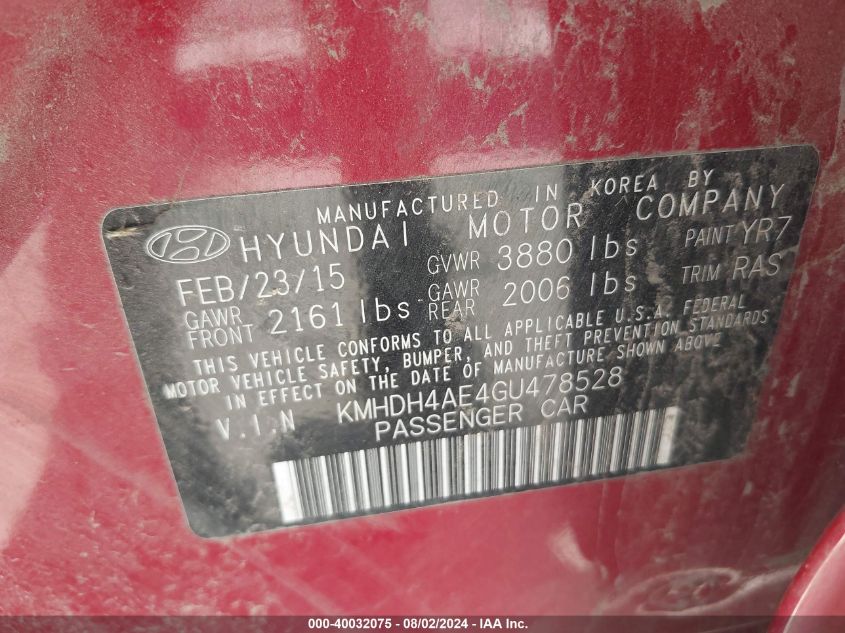 MANUFACTURED IN KOREA BY
HYUNDAI MOTOR COMPANY
FEB/23/15 GVWR 3880 lbs PAINT YR7
GAWR FRONT 2161 lbs GAWR REAR 2006 lbs TRIM RAS
THIS VEHICLE CONFORMS TO ALL APPLICABLE U.S.A. FEDERAL
MOTOR VEHICLE SAFETY, BUMPER, AND THEFT PREVENTION STANDARDS
IN EFFECT ON THE DATE OF MANUFACTURE SHOWN ABOVE
V.I.N KMHDH4AE4GU478528
PASSENGER CAR
000-40032075 - 08/02/2024 - IAA Inc.